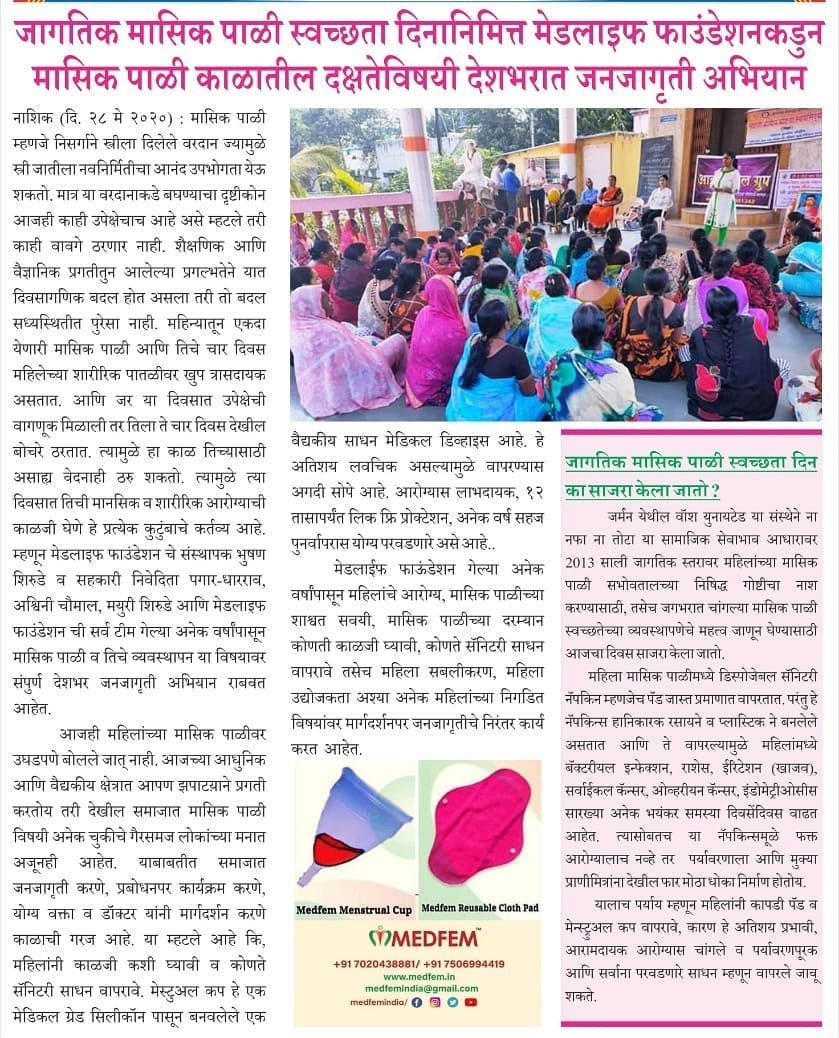 जागतिक मासिक पाळी स्वच्छता दिनानिमित्त मेडलाइफ फाउंडेशनकडुन
मासिक पाळी काळातील दक्षतेविषयी देशभरात जनजागृती अभियान
नाशिक (दि. २८ मे २०२०) : मासिक पाळी
म्हणजे निसर्गाने स्त्रीला दिलेले वरदान ज्यामुळे
स्त्री जातीला नवनिर्मितीचा आनंद उपभोगता येऊ
शकतो. मात्र या वरदानाकडे बघण्याचा दृष्टीकोन
आजही काही उपेक्षेचाच आहे असे म्हटले तरी
काही वावगे ठरणार नाही. शैक्षणिक आणि
वैज्ञानिक प्रगतीतुन आलेल्या प्रगल्भतेने यात
दिवसागणिक बदल होत असला तरी तो बदल
सध्यस्थितीत पुरेसा नाही. महिन्यातून एकदा
येणारी मासिक पाळी आणि तिचे चार दिवस
महिलेच्या शारीरिक पातळीवर खुप त्रासदायक
असतात. आणि जर या दिवसात उपेक्षेची
वागणूक मिळाली तर तिला ते चार दिवस देखील
बोचरे ठरतात. त्यामुळे हा काळ तिच्यासाठी
असाह्य वेदनाही ठरु शकतो. त्यामुळे त्या
दिवसात तिची मानसिक व शारीरिक आरोग्याची
काळजी घेणे हे प्रत्येक कुटुंबाचे कर्तव्य आहे.
म्हणून मेडलाइफ फाउंडेशन चे संस्थापक भुषण
शिरुडे व सहकारी निवेदिता पगार-धारराव,
अश्विनी चौमाल, मयुरी शिरुडे आणि मेडलाइफ
फाउंडेशन ची सर्व टीम गेल्या अनेक वर्षांपासून
मासिक पाळी व तिचे व्यवस्थापन या विषयावर
संपुर्ण देशभर जनजागृती अभियान राबवत
आहेत.
आजही महिलांच्या मासिक पाळीवर
उघडपणे बोलले जात् नाही. आजच्या आधुनिक
आणि वैद्यकीय क्षेत्रात आपण झपाटय़ाने प्रगती
करतोय तरी देखील समाजात मासिक पाळी
विषयी अनेक चुकीचे गैरसमज लोकांच्या मनात
अजूनही आहेत. याबाबतीत समाजात
जनजागृती करणे, प्रबोधनपर कार्यक्रम करणे,
योग्य वक्ता व डॉक्टर यांनी मार्गदर्शन करणे
काळाची गरज आहे. या म्हटले आहे कि,
महिलांनी काळजी कशी घ्यावी व कोणते
सॅनिटरी साधन वापरावे. मेस्टुअल कप हे एक
मेडिकल ग्रेड सिलीकॉन पासून बनवलेले एक
वैद्यकीय साधन मेडिकल डिव्हाइस आहे. हे
अतिशय लवचिक असल्यामुळे वापरण्यास
अगदी सोपे आहे. आरोग्यास लाभदायक, १२
तासापर्यंत लिक फ्रि प्रोक्टेशन, अनेक वर्ष सहज
पुनर्वापरास योग्य परवडणारे असे आहे..
मेडलाईफ फाऊंडेशन गेल्या अनेक
वर्षांपासून महिलांचे आरोग्य, मासिक पाळीच्या
शाश्वत सवयी, मासिक पाळीच्या दरम्यान
कोणती काळजी घ्यावी, कोणते सॅनिटरी साधन
वापरावे तसेच महिला सबलीकरण, महिला
उद्योजकता अश्या अनेक महिलांच्या निगडित
विषयांवर मार्गदर्शनपर जनजागृतीचे निरंतर कार्य
करत आहेत.
Medfem Menstrual Cup
Medfem Reusable Cloth Pad
MEDFEM™
+91 7020438881/ +91 7506994419
www.medfem.in
medfemindia@gmail.com
medfemindia/
जागतिक मासिक पाळी स्वच्छता दिन
का साजरा केला जातो ?
जर्मन येथील वॉश युनायटेड या संस्थेने ना
नफा ना तोटा या सामाजिक सेवाभाव आधारावर
2013 साली जागतिक स्तरावर महिलांच्या मासिक
पाळी सभोवतालच्या निषिद्ध गोष्टीचा नाश
करण्यासाठी, तसेच जगभरात चांगल्या मासिक पाळी
स्वच्छतेच्या व्यवस्थापणेचे महत्व जाणून घेण्यासाठी
आजचा दिवस साजरा केला जातो.
महिला मासिक पाळीमध्ये डिस्पोजेबल सॅनिटरी
नॅपकिन म्हणजेच पॅड जास्त प्रमाणात वापरतात. परंतु हे
नॅपकिन्स हानिकारक रसायने व प्लास्टिक ने बनलेले
असतात आणि ते वापरल्यामुळे महिलांमध्ये
बॅक्टरीयल इन्फेक्शन, राशेस, ईरिटेशन (खाजव),
सर्वाईकल कॅन्सर, ओव्हरीयन कॅन्सर, इंडोमेट्रीओसीस
सारख्या अनेक भयंकर समस्या दिवसेंदिवस वाढत
आहेत. त्यासोबतच या नॅपकिन्समूळे फक्त
आरोग्यालाच नव्हे तर पर्यावरणाला आणि मुक्या
प्राणीमित्रांना देखील फार मोठा धोका निर्माण होतोय.
यालाच पर्याय म्हणून महिलांनी कापडी पॅड व
मेन्स्ट्रुअल कप वापरावे, कारण हे अतिशय प्रभावी,
आरामदायक आरोग्यास चांगले व पर्यावरणपूरक
आणि सर्वाना परवडणारे साधन म्हणून वापरले जावू
शकते.